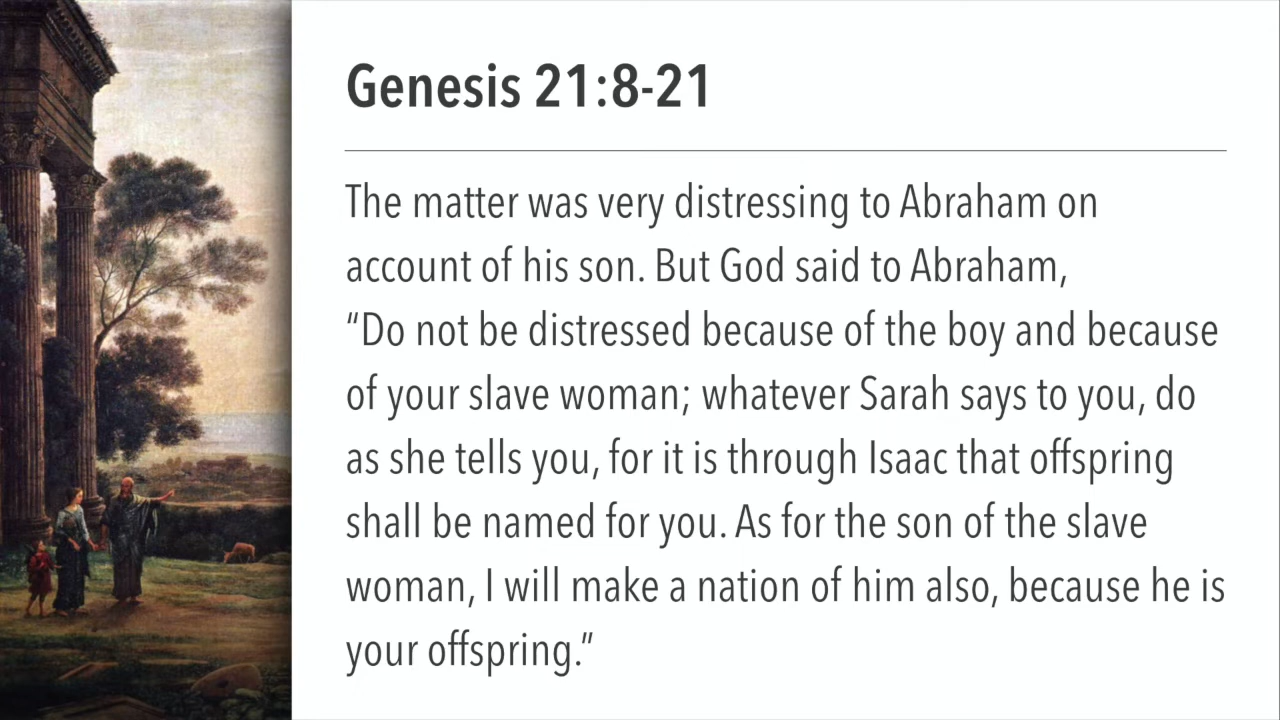 Genesis 21:8-21
The matter was very distressing to Abraham on
account of his son. But God said to Abraham,
“Do not be distressed because of the boy and because
of your slave woman; whatever Sarah says to you, do
as she tells you, for it is through Isaac that offspring
shall be named for you. As for the son of the slave
woman, I will make a nation of him also, because he is
your offspring.”